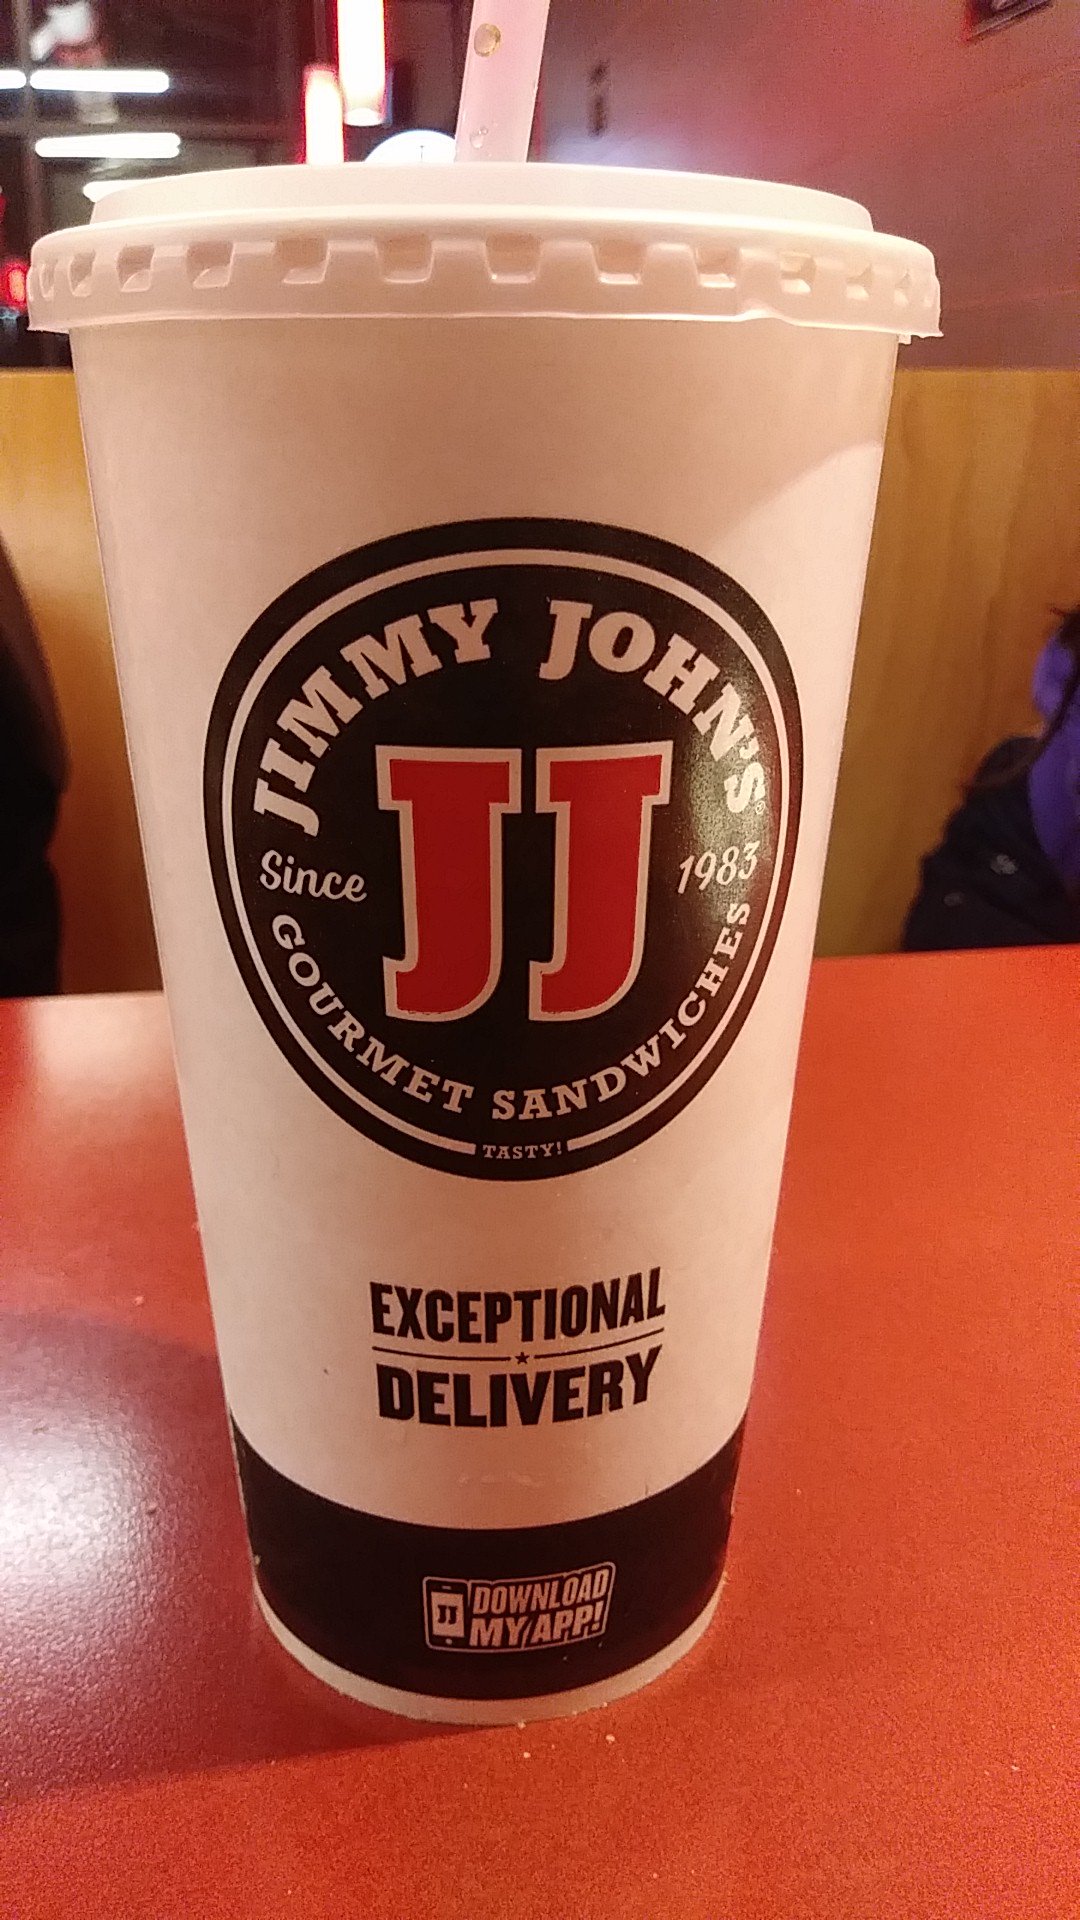 JIMMY JOHN'S®
JJ
Since 1983
GOURMET SANDWICHES
TASTY!
EXCEPTIONAL
DELIVERY
JJ
DOWNLOAD
MY APP!